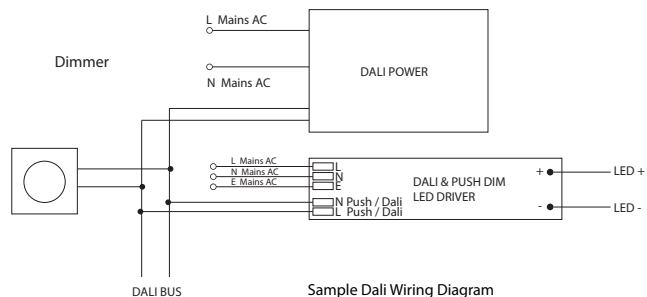 L Mains AC
Dimmer
DALI POWER
N Mains AC
L Mains AC
N Mains AC
E Mains AC
L
N
E
N Push / Dali
L Push / Dali
DALI & PUSH DIM
LED DRIVER
+
-
LED +
LED -
DALI BUS
Sample Dali Wiring Diagram